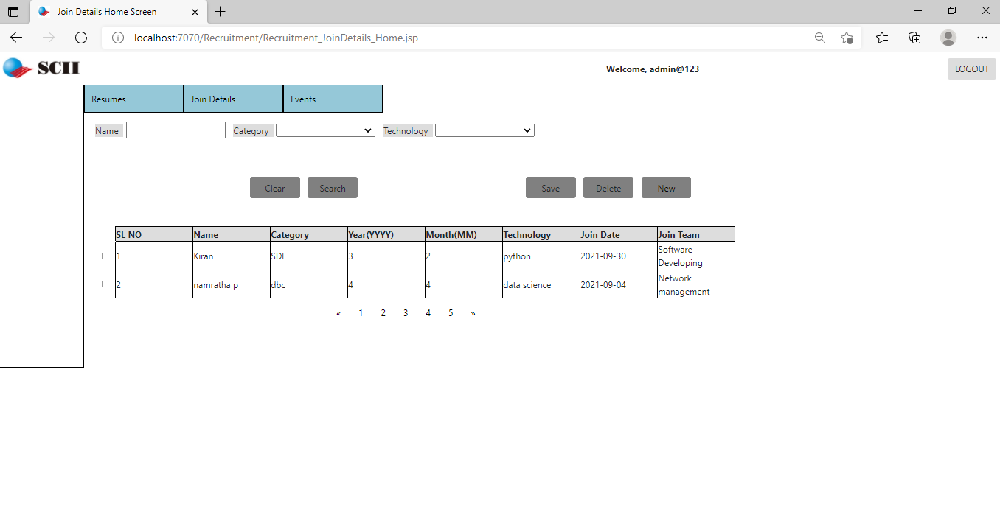 Join Details Home Screen
localhost:7070/Recruitment/Recruitment_JoinDetails_Home.jsp
SCII
Welcome, admin@123
LOGOUT
Resumes Join Details Events
Name Category Technology
Clear Search Save Delete New
SL NO Name Category Year(YYYY) Month(MM) Technology Join Date Join Team
1 Kiran SDE 3 2 python 2021-09-30 Software
Developing
2 namratha p dbc 4 4 data science 2021-09-04 Network
management
« 1 2 3 4 5 »